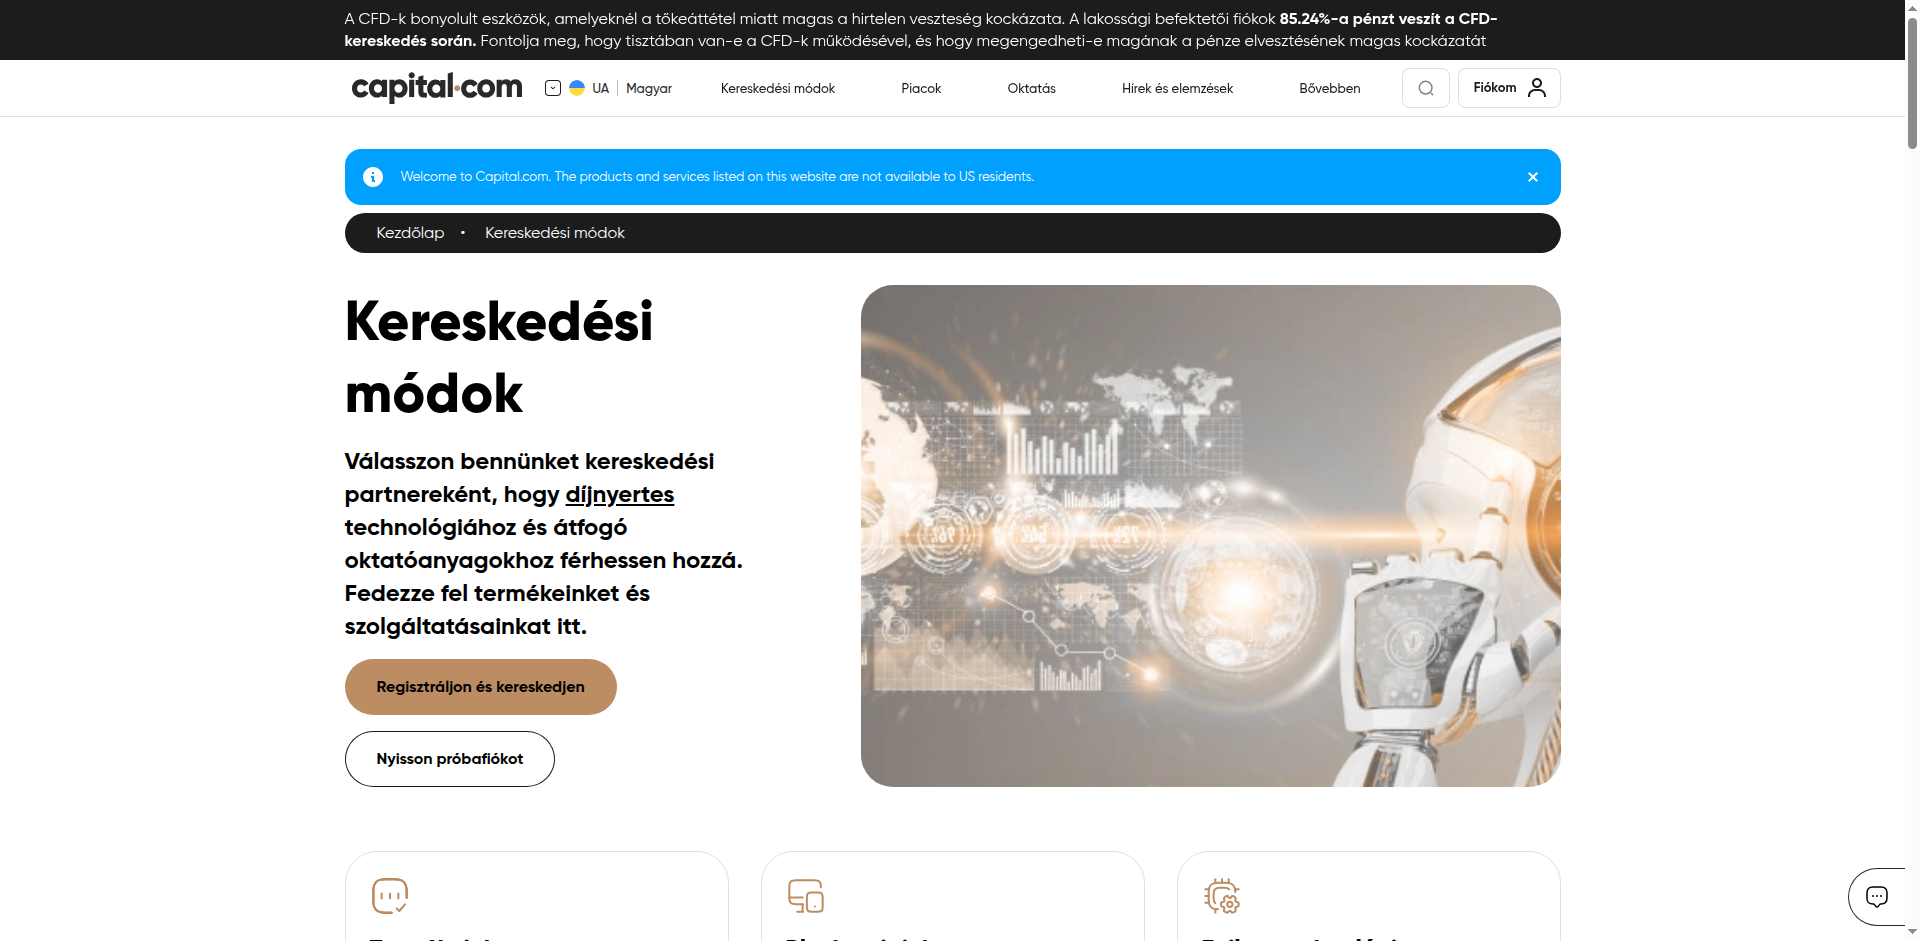 A CFD-k bonyolult eszközök, amelyeknél a tőkeáttétel miatt magas a hirtelen veszteség kockázata. A lakossági befektetői fiókok 85.24%-a pénzt veszít a CFD-
kereskedés során. Fontolja meg, hogy tisztában van-e a CFD-k működésével, és hogy megengedheti-e magának a pénze elvesztésének magas kockázatát
capital.com
UA
Magyar
Kereskedési módok
Piacok
Oktatás
Hírek és elemzések
Bővebben
Fiókom
Welcome to Capital.com. The products and services listed on this website are not available to US residents.
Kezdőlap • Kereskedési módok
Kereskedési
módok
Válasszon bennünket kereskedési
partnereként, hogy díjnyertes
technológiához és átfogó
oktatóanyagokhoz férhessen hozzá.
Fedezze fel termékeinket és
szolgáltatásainkat itt.
Regisztráljon és kereskedjen
Nyisson próbafiókot